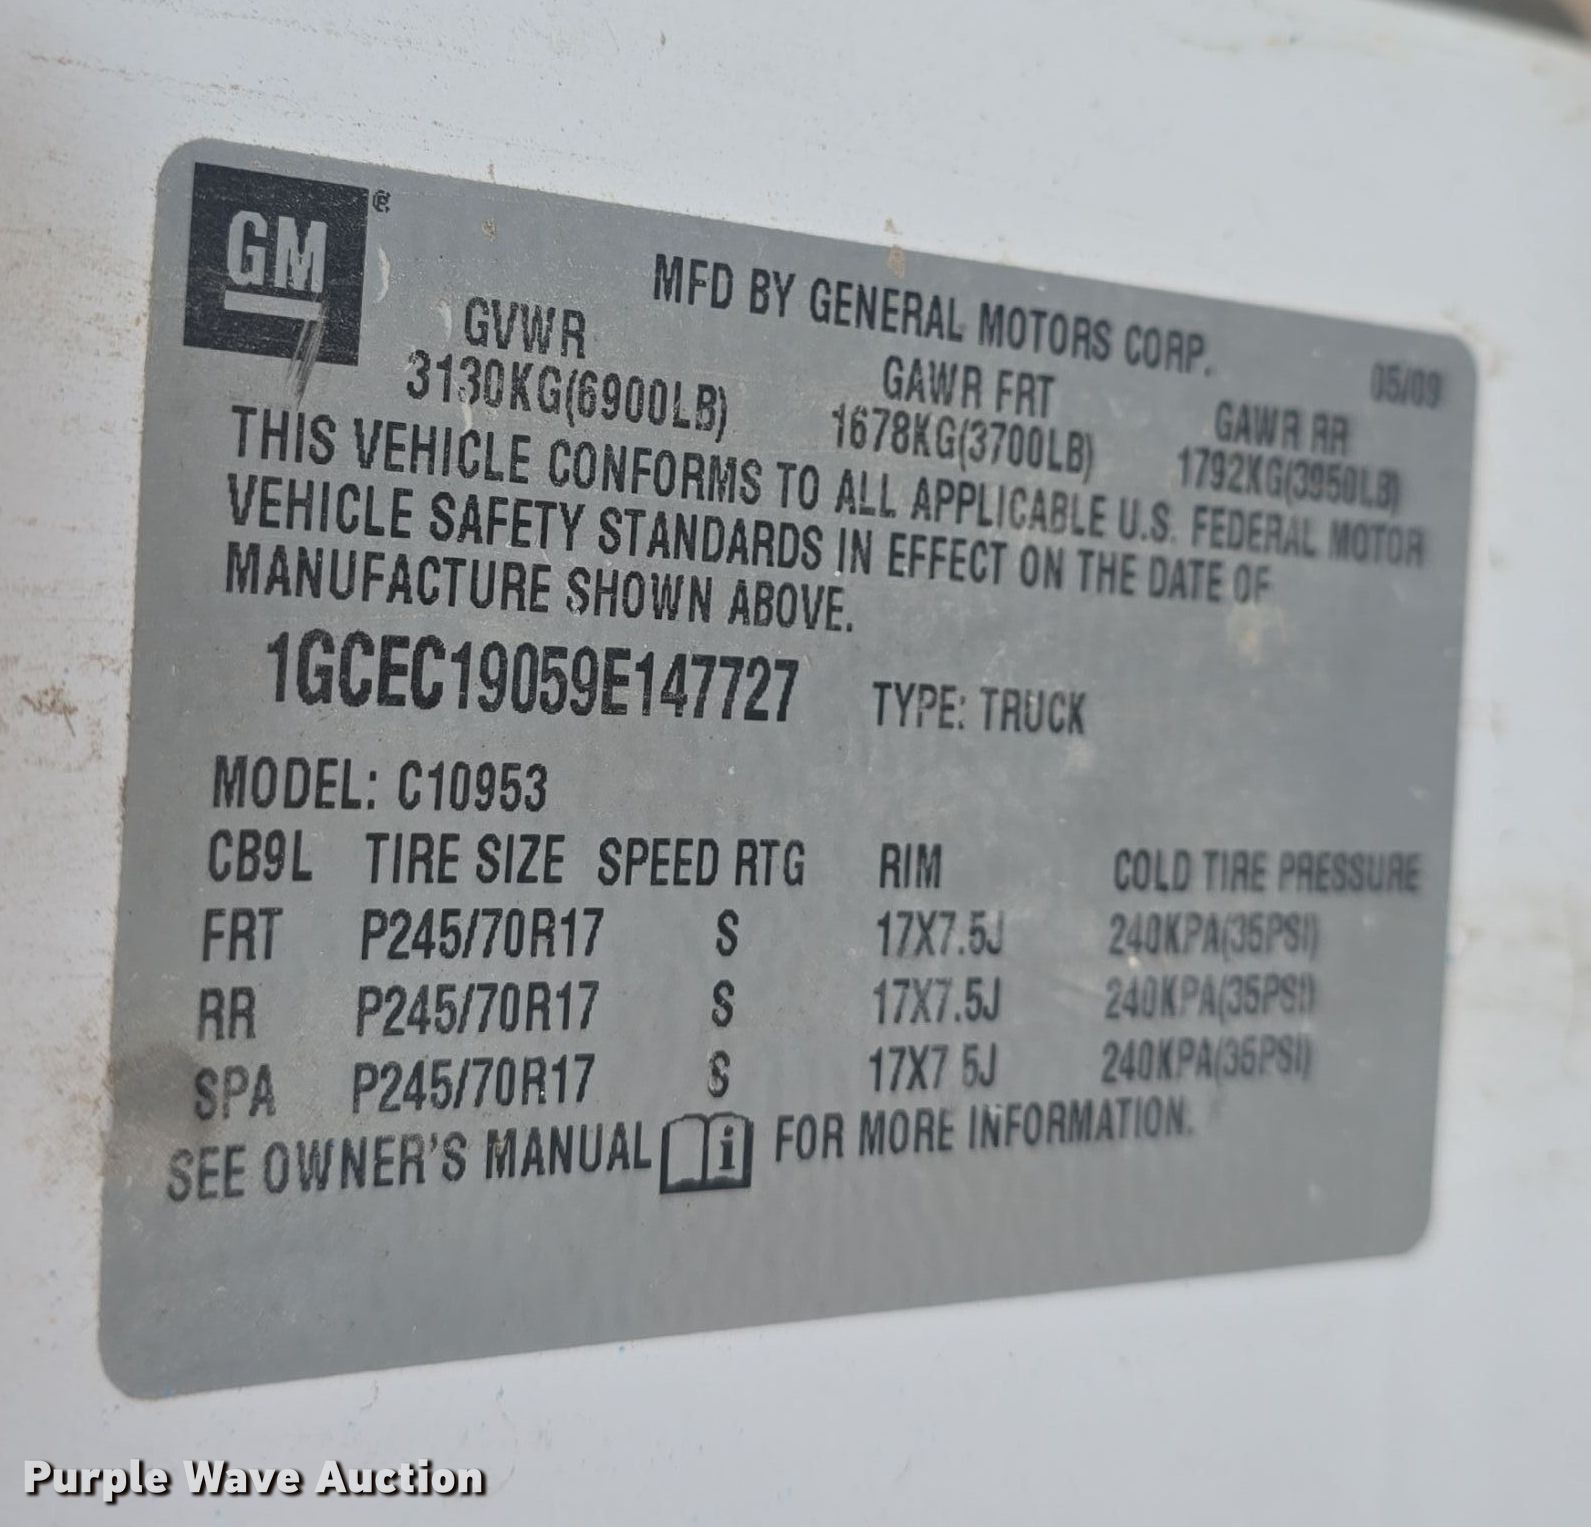 GM ®
MFD BY GENERAL MOTORS CORP.
05/09
GVWR GAWR FRT GAWR RR
3130KG(6900LB) 1678KG(3700LB) 1792KG(3950LB)
THIS VEHICLE CONFORMS TO ALL APPLICABLE U.S. FEDERAL MOTOR
VEHICLE SAFETY STANDARDS IN EFFECT ON THE DATE OF
MANUFACTURE SHOWN ABOVE.
1GCEC19059E147727 TYPE: TRUCK
MODEL: C10953
CB9L TIRE SIZE SPEED RTG RIM COLD TIRE PRESSURE
FRT P245/70R17 S 17X7.5J 240KPA(35PSI)
RR P245/70R17 S 17X7.5J 240KPA(35PSI)
SPA P245/70R17 S 17X7 5J 240KPA(35PSI)
SEE OWNER'S MANUAL i FOR MORE INFORMATION.
Purple Wave Auction